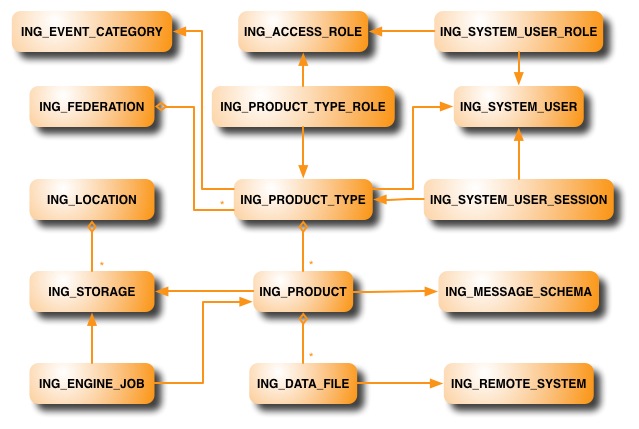 ING_EVENT_CATEGORY
ING_ACCESS_ROLE
ING_SYSTEM_USER_ROLE
ING_FEDERATION
ING_PRODUCT_TYPE_ROLE
ING_SYSTEM_USER
ING_LOCATION
*
ING_PRODUCT_TYPE
ING_SYSTEM_USER_SESSION
*
*
ING_STORAGE
ING_PRODUCT
ING_MESSAGE_SCHEMA
*
ING_ENGINE_JOB
ING_DATA_FILE
ING_REMOTE_SYSTEM